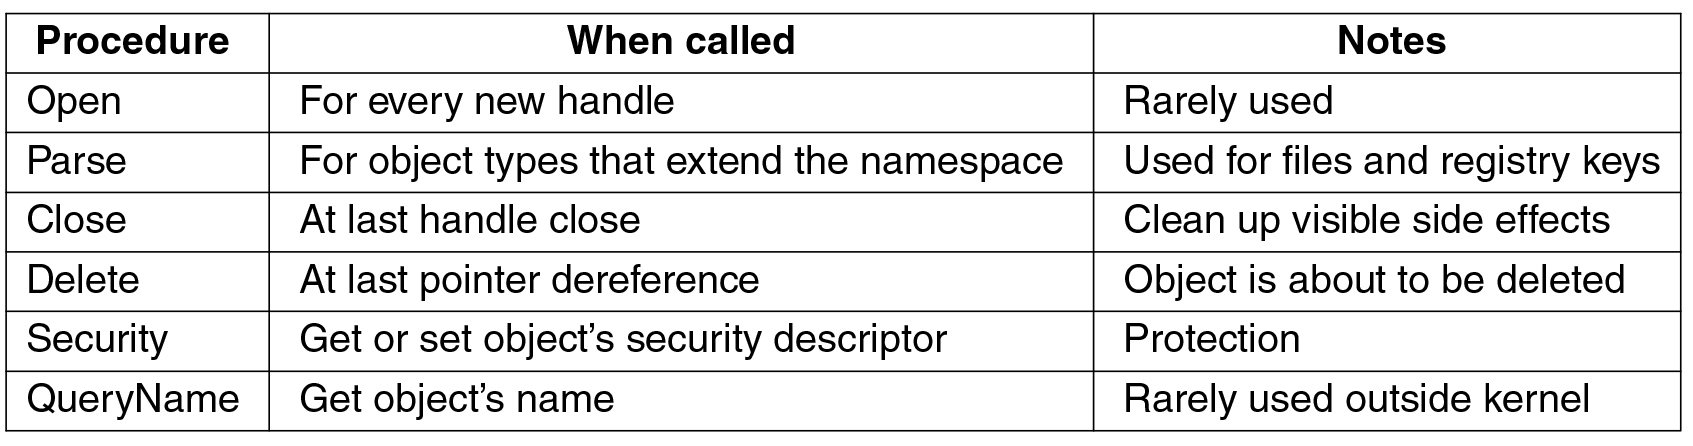 Procedure When called Notes
Open For every new handle Rarely used
Parse For object types that extend the namespace Used for files and registry keys
Close At last handle close Clean up visible side effects
Delete At last pointer dereference Object is about to be deleted
Security Get or set object’s security descriptor Protection
QueryName Get object’s name Rarely used outside kernel